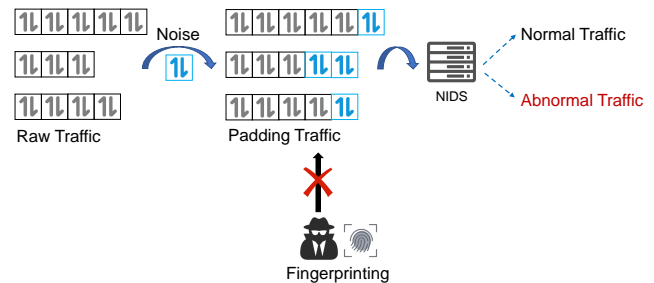 Noise
Raw Traffic
Padding Traffic
NIDS
Normal Traffic
Abnormal Traffic
Fingerprinting